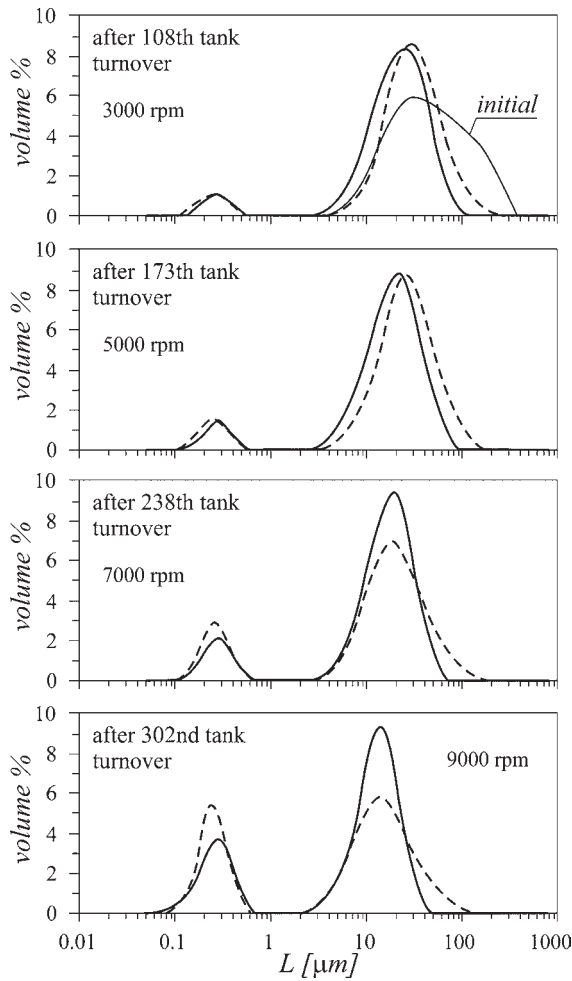 10
8
6
4
2
0
volume %
after 108th tank
turnover
3000 rpm
initial
10
8
6
4
2
0
volume %
after 173th tank
turnover
5000 rpm
10
8
6
4
2
0
volume %
after 238th tank
turnover
7000 rpm
10
8
6
4
2
0
volume %
after 302nd tank
turnover
9000 rpm
0.01 0.1 1 10 100 1000
L [μm]